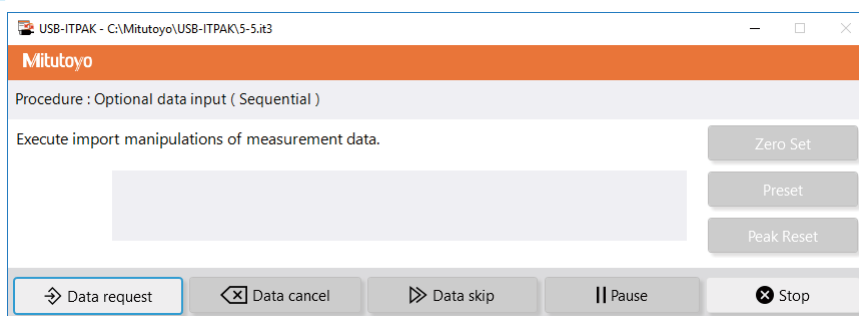 USB-ITPAK - C:\Mitutoyo\USB-ITPAK\5-5.it3
Mitutoyo
Procedure : Optional data input ( Sequential )
Execute import manipulations of measurement data.
Zero Set
Preset
Peak Reset
Data request
Data cancel
Data skip
Pause
Stop